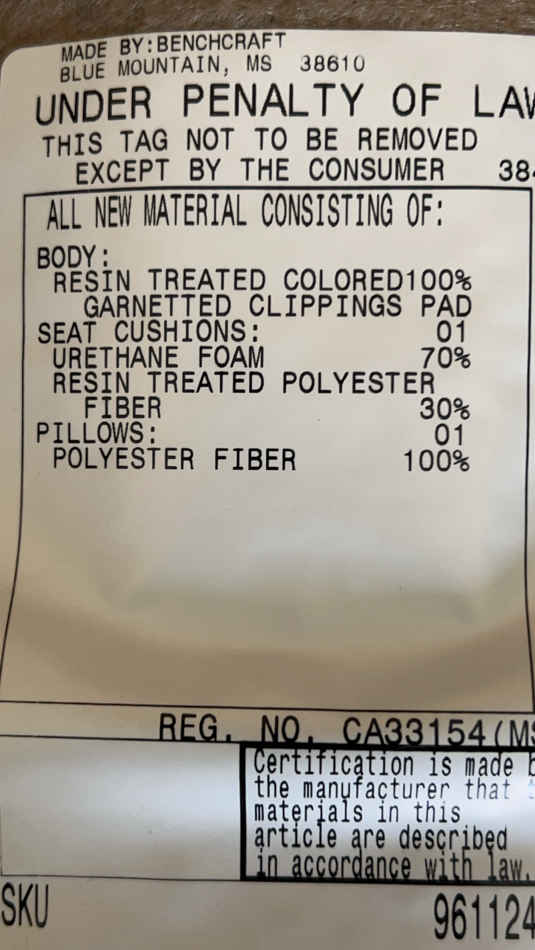 MADE BY:BENCHCRAFT
BLUE MOUNTAIN, MS 38610
UNDER PENALTY OF LAW
THIS TAG NOT TO BE REMOVED
EXCEPT BY THE CONSUMER 384
ALL NEW MATERIAL CONSISTING OF:
BODY:
RESIN TREATED COLORED100%
GARNETTED CLIPPINGS PAD
SEAT CUSHIONS: 01
URETHANE FOAM 70%
RESIN TREATED POLYESTER
FIBER 30%
PILLOWS: 01
POLYESTER FIBER 100%
REG. NO. CA33154(MS
Certification is made b
the manufacturer that
materials in this
article are described
in accordance with law.
SKU 961124